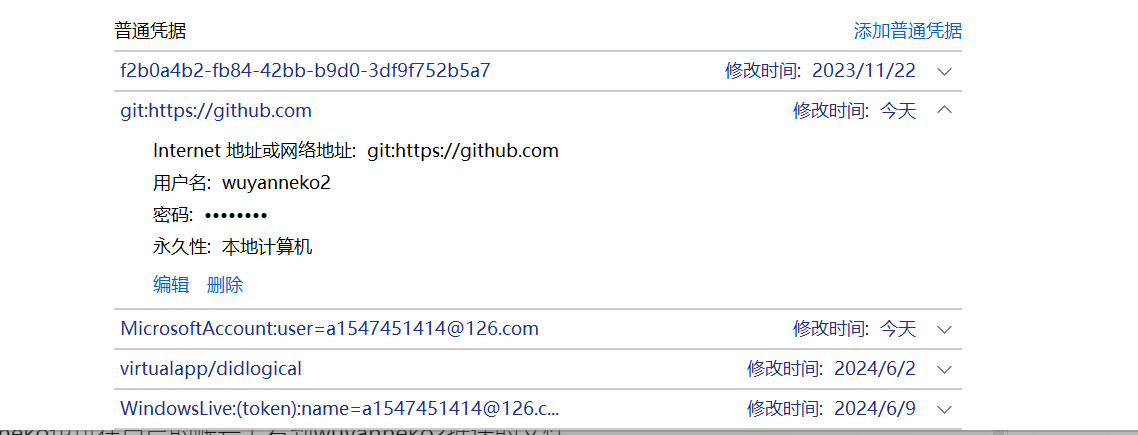 普通凭据 添加普通凭据
f2b0a4b2-fb84-42bb-b9d0-3df9f752b5a7 修改时间: 2023/11/22
git:https://github.com 修改时间: 今天
Internet 地址或网络地址: git:https://github.com
用户名: wuyanneko2
密码: ••••••••
永久性: 本地计算机
编辑 删除
MicrosoftAccount:user=a1547451414@126.com 修改时间: 今天
virtualapp/didlogical 修改时间: 2024/6/2
WindowsLive:(token):name=a1547451414@126.c... 修改时间: 2024/6/9